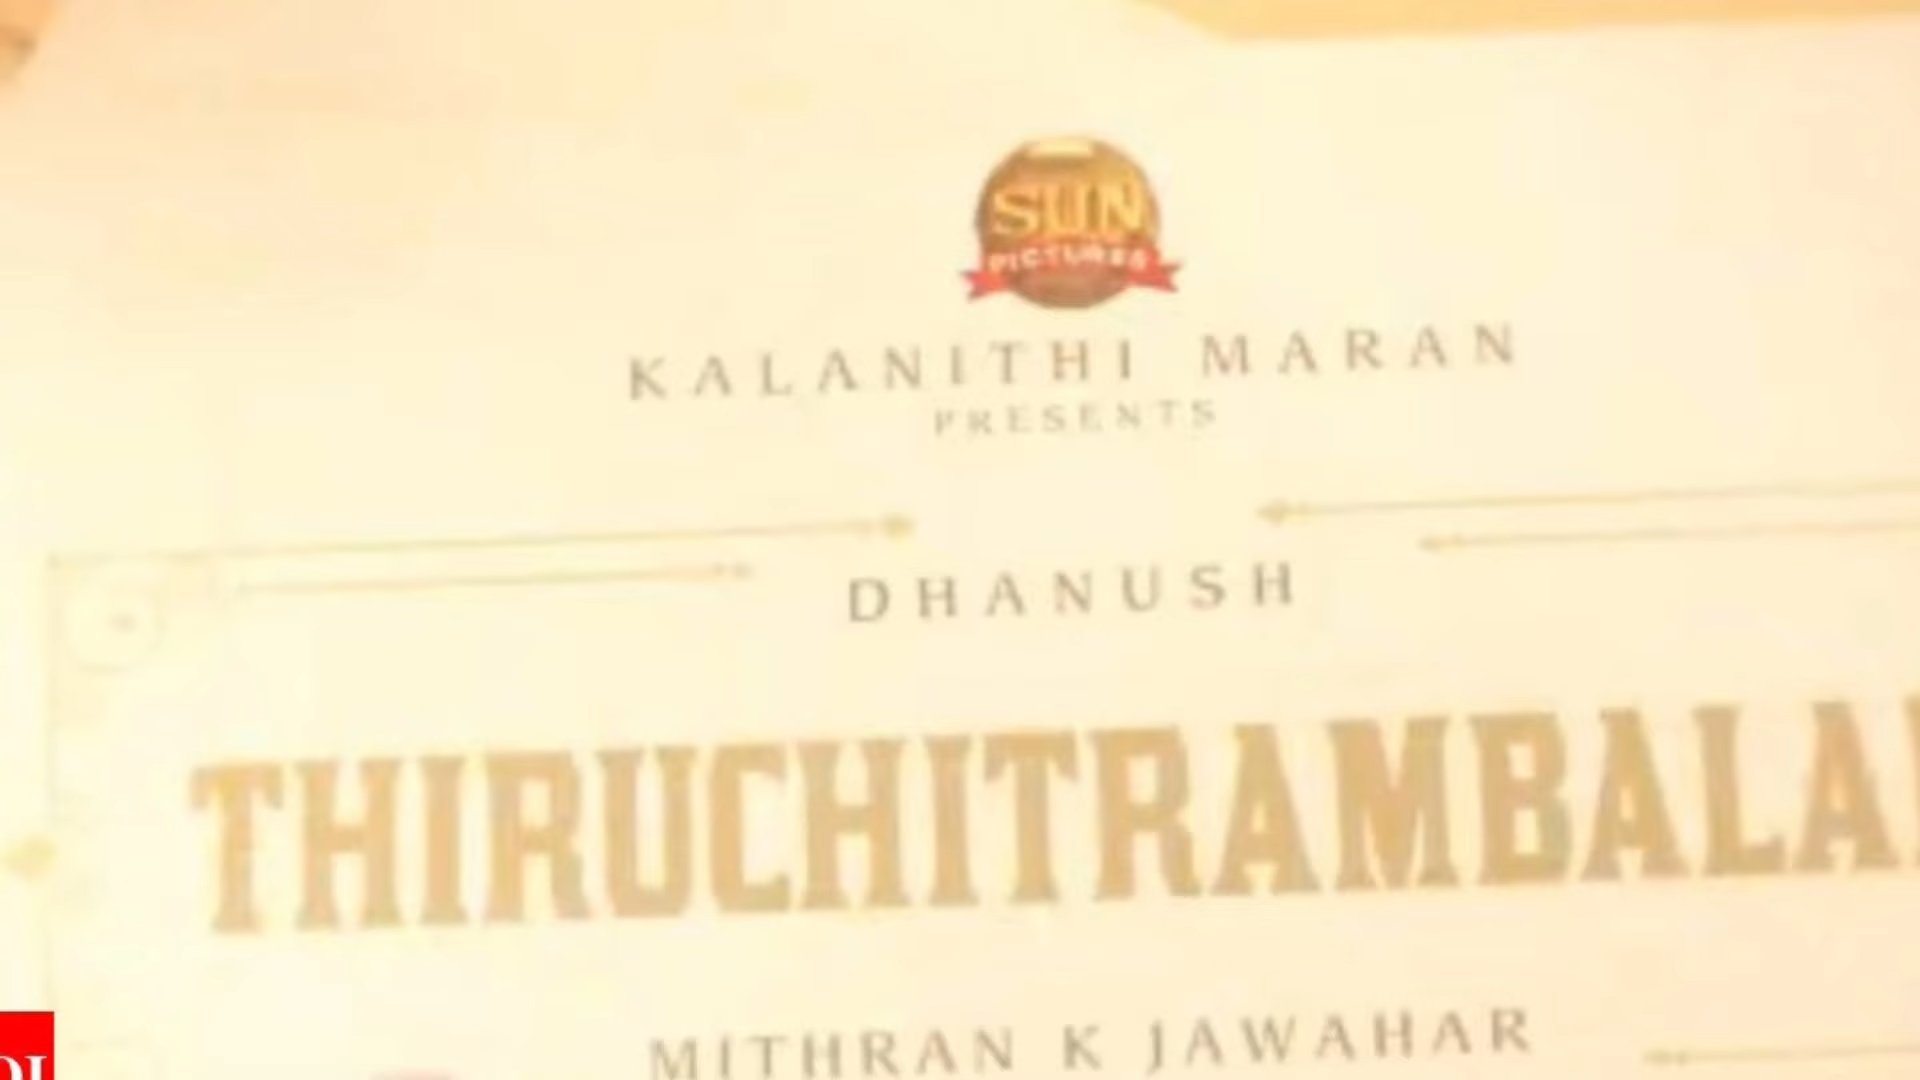 SUN
PICTURES
KALANITHI MARAN
PRESENTS
DHANUSH
THIRUCHITRAMBALA
MITHRAN K JAWAHAR